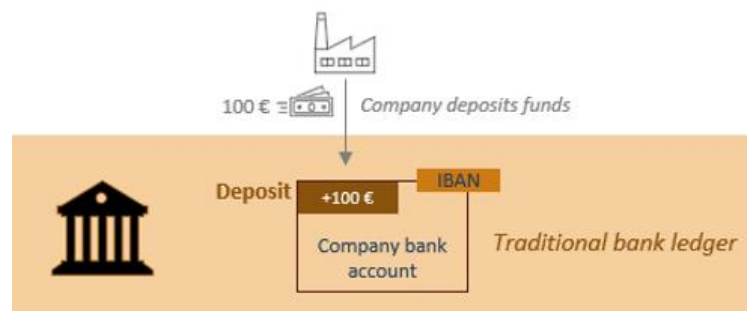 100 €
Company deposits funds
Deposit
IBAN
+100 €
Company bank
account
Traditional bank ledger